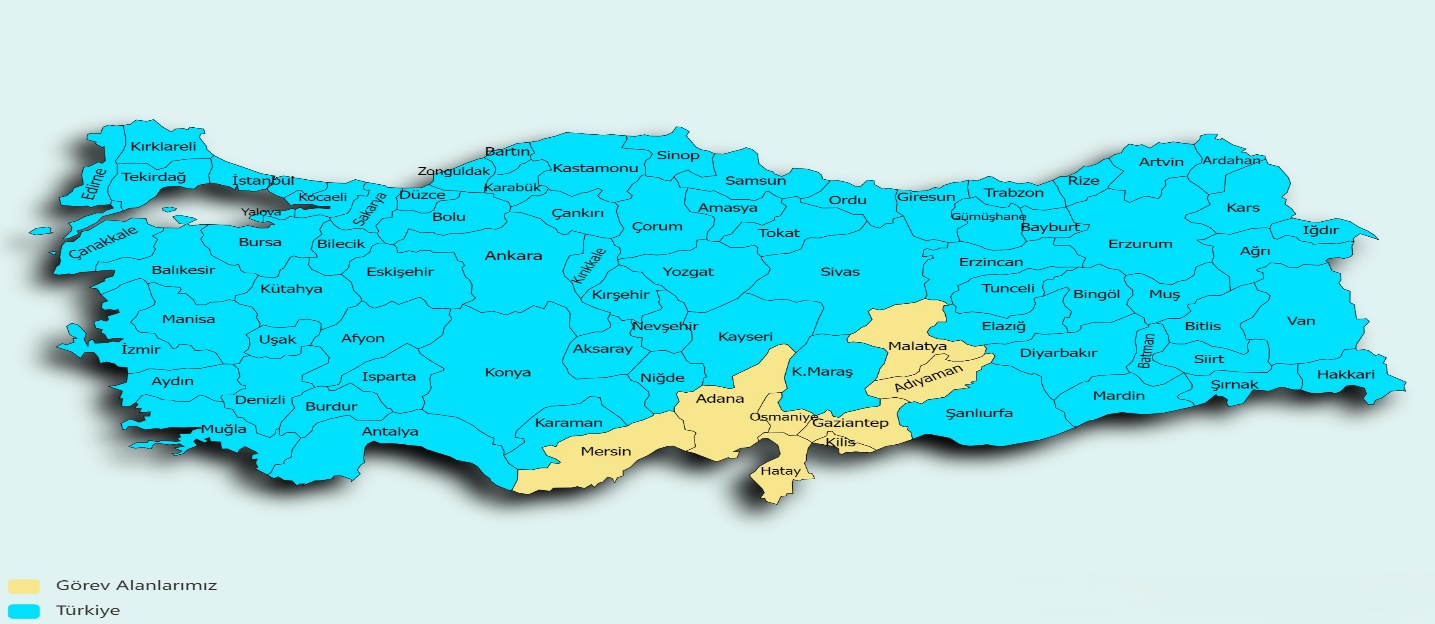 Kırklareli
Edirne
Tekirdağ
İstanbul
Kocaeli
Yalova
Sakarya
Düzce
Zonguldak
Bartın
Karabük
Kastamonu
Sinop
Samsun
Ordu
Giresun
Trabzon
Rize
Artvin
Ardahan
Kars
Iğdır
Çanakkale
Bursa
Bilecik
Bolu
Çankırı
Çorum
Amasya
Tokat
Gümüşhane
Bayburt
Erzurum
Ağrı
Balıkesir
Kütahya
Eskişehir
Ankara
Kırıkkale
Kırşehir
Yozgat
Sivas
Erzincan
Tunceli
Bingöl
Muş
Bitlis
Van
Manisa
Uşak
Afyon
İzmir
Aydın
Denizli
Isparta
Burdur
Muğla
Antalya
Konya
Aksaray
Nevşehir
Niğde
Kayseri
Karaman
Mersin
Adana
K.Maraş
Osmaniye
Gaziantep
Kilis
Hatay
Malatya
Adıyaman
Elazığ
Diyarbakır
Şanlıurfa
Mardin
Batman
Siirt
Şırnak
Hakkari
Görev Alanlarımız
Türkiye